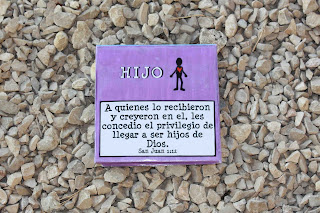 HIJO
A quienes lo recibieron
y creyeron en el, les
concedio el privilegio de
llegar a ser hijos de
Dios.
San Juan 1:12